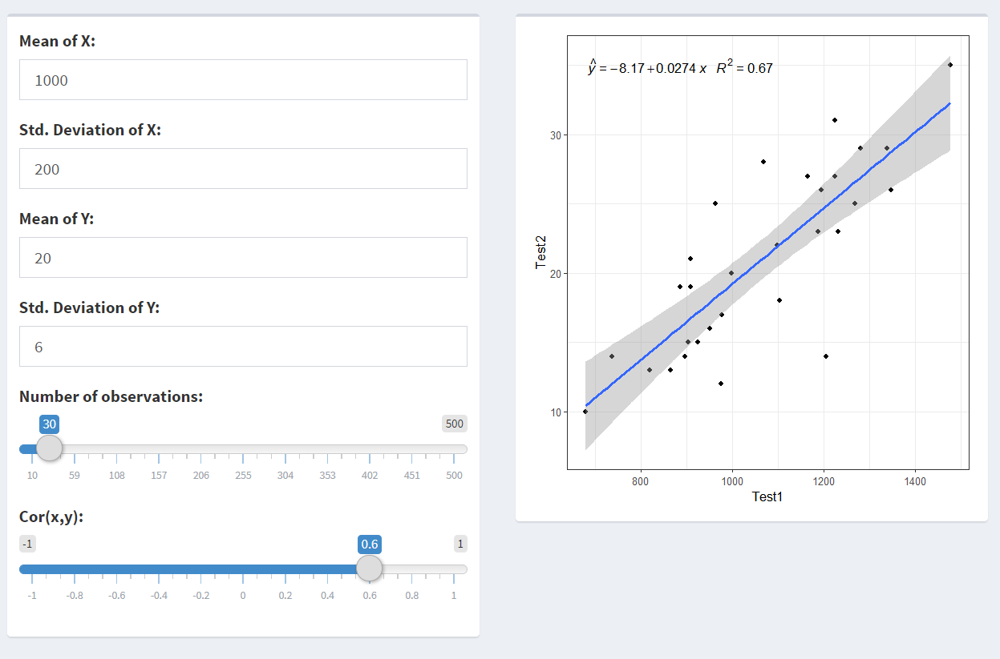 Mean of X:
1000
Std. Deviation of X:
200
Mean of Y:
20
Std. Deviation of Y:
6
Number of observations:
30 500
10 59 108 157 206 255 304 353 402 451 500
Cor(x,y):
-1 0.6 1
-1 -0.8 -0.6 -0.4 -0.2 0 0.2 0.4 0.6 0.8 1
ŷ = −8.17+0.0274 x R² = 0.67
30
20
10
Test2
800 1000 1200 1400
Test1